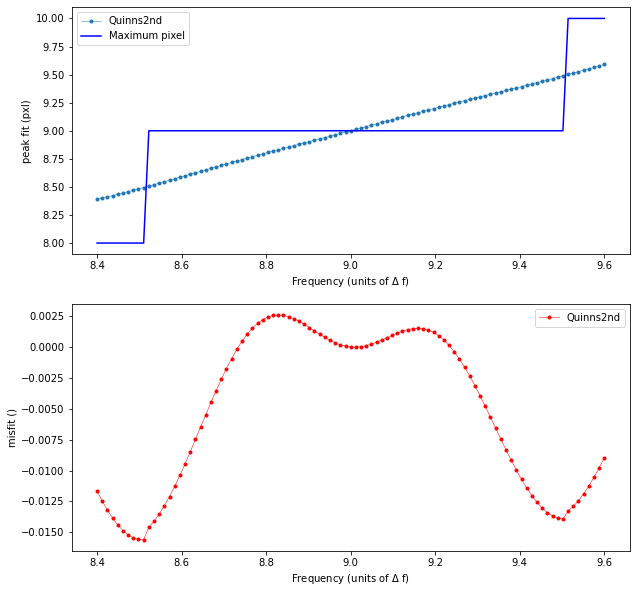 Quinns2nd
Maximum pixel
10.00
9.75
9.50
9.25
9.00
8.75
8.50
8.25
8.00
peak fit (pxl)
8.4 8.6 8.8 9.0 9.2 9.4 9.6
Frequency (units of Δ f)
Quinns2nd
0.0025
0.0000
−0.0025
−0.0050
−0.0075
−0.0100
−0.0125
−0.0150
misfit ()
8.4 8.6 8.8 9.0 9.2 9.4 9.6
Frequency (units of Δ f)